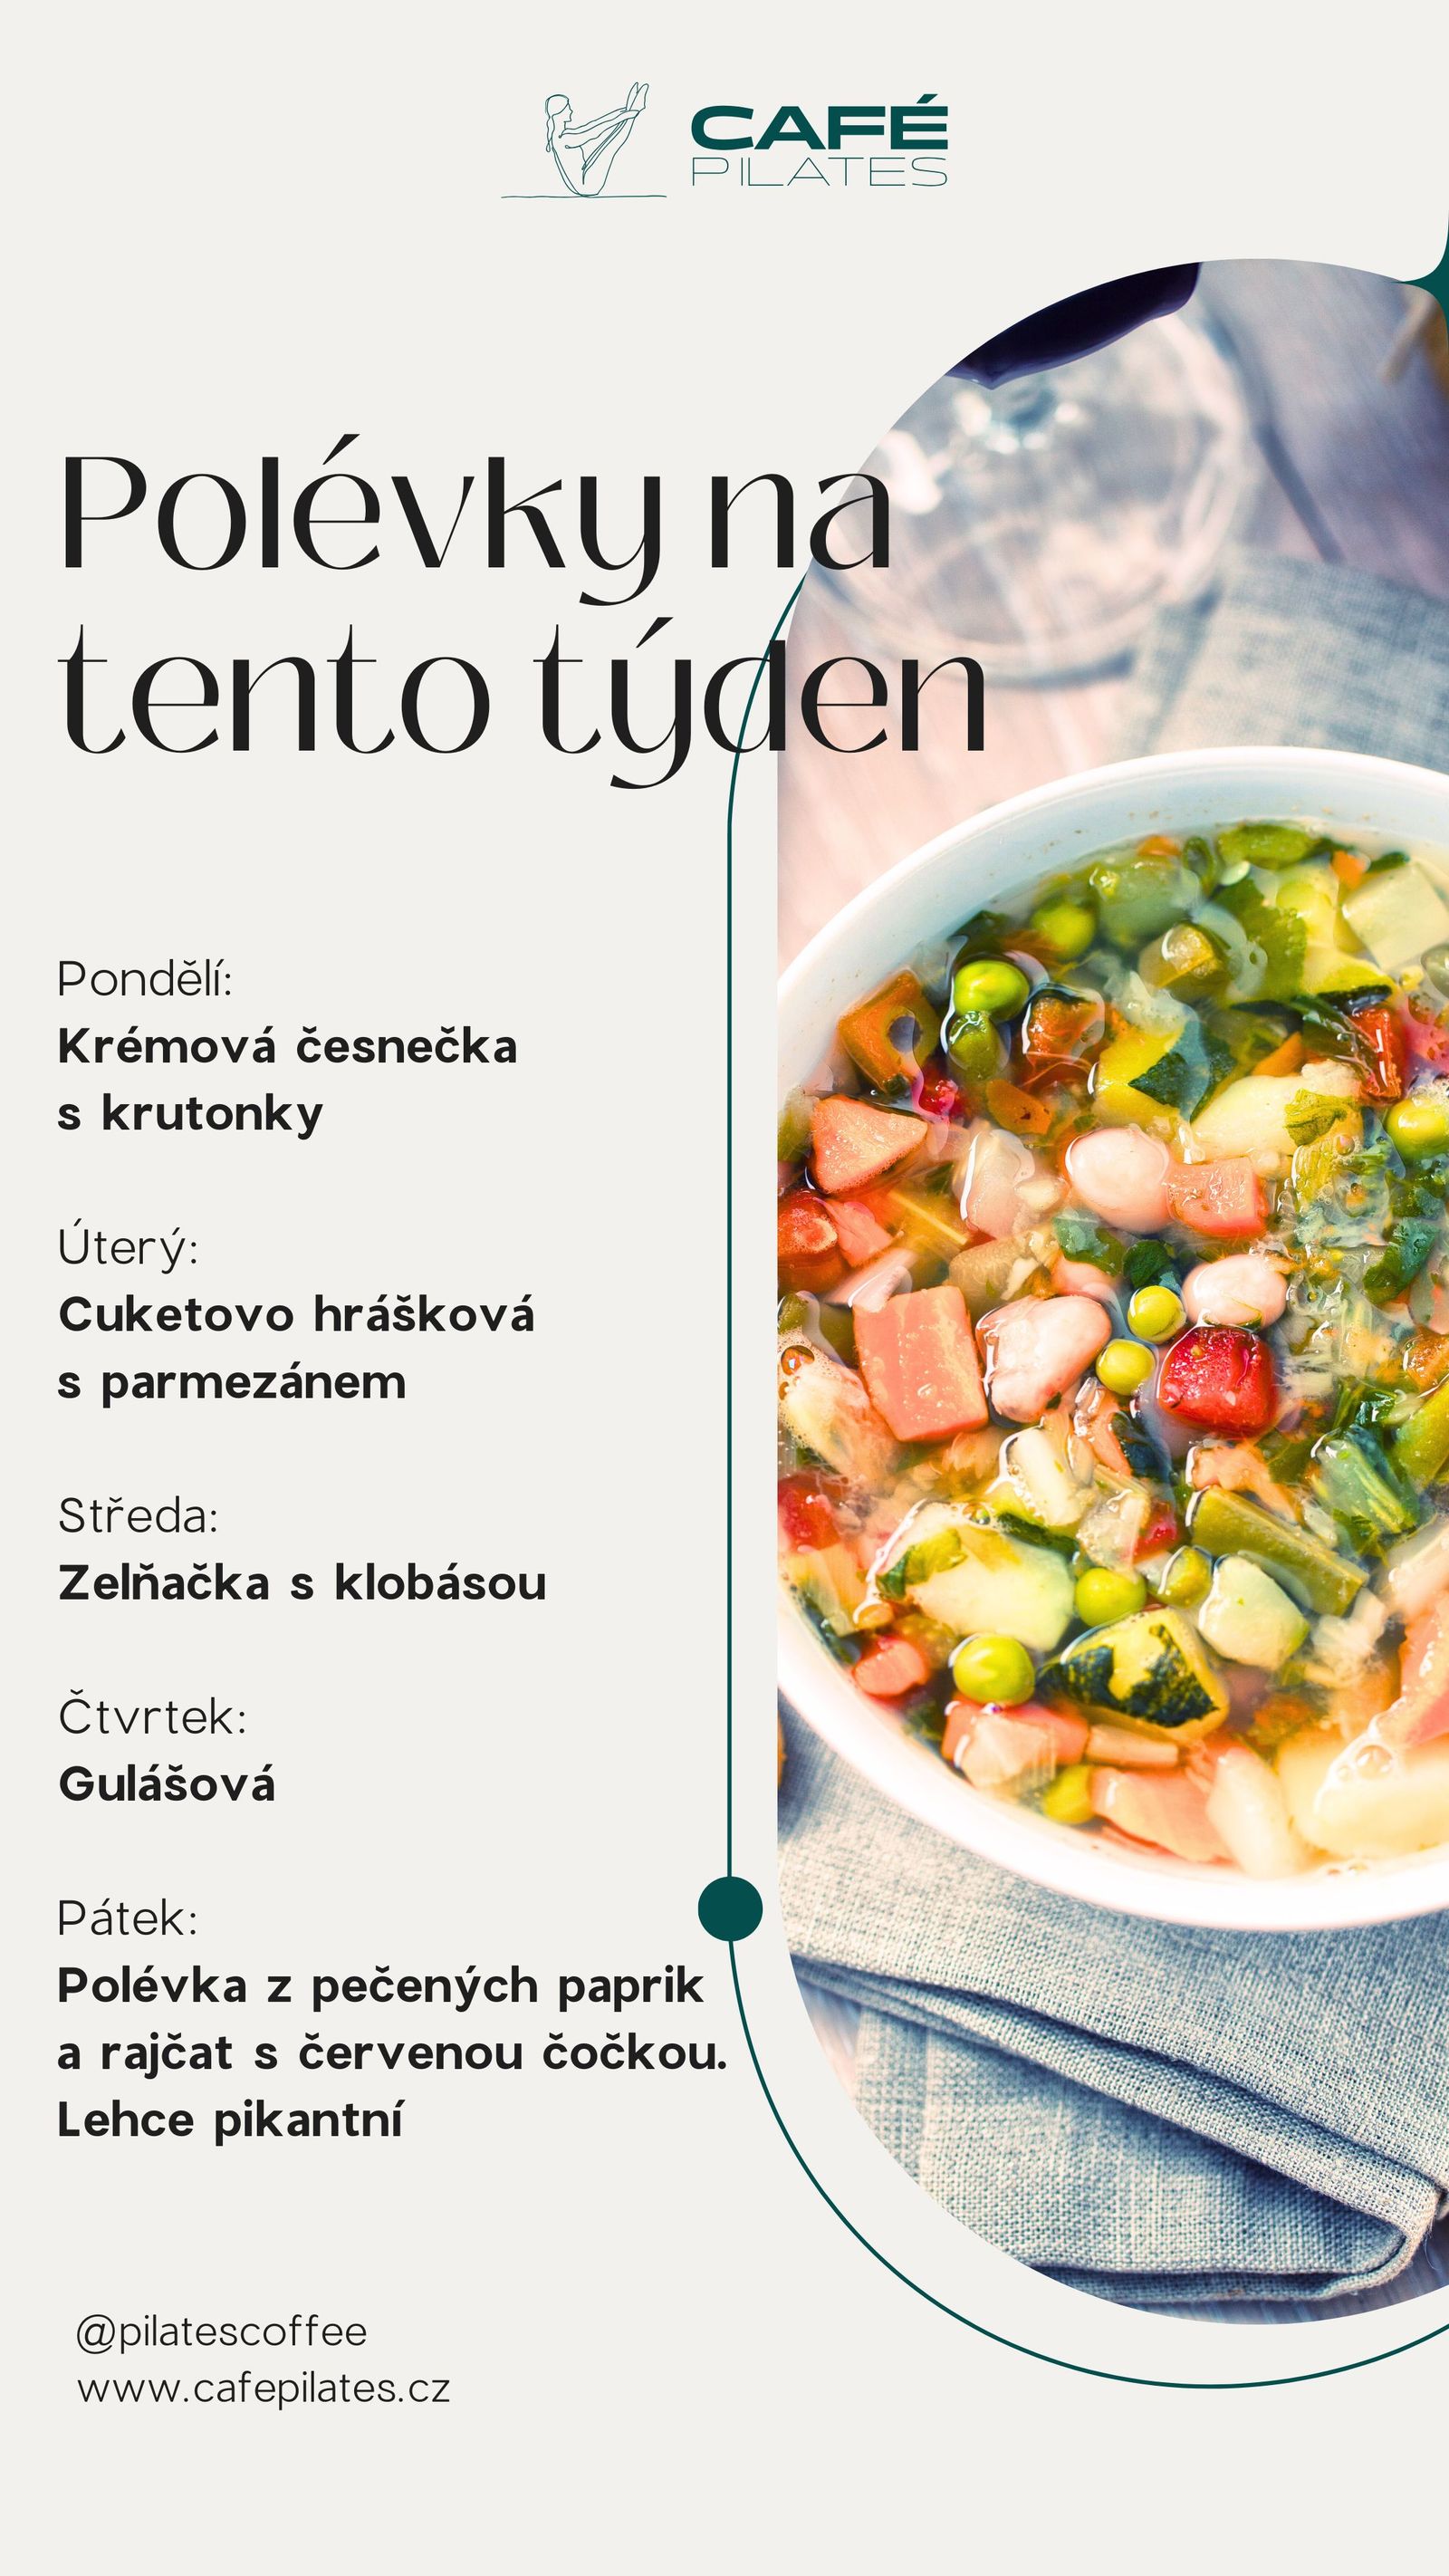 CAFÉ
PILATES
Polévky na
tento týden
Pondělí:
Krémová česnečka
s krutonky
Úterý:
Cuketovo hrášková
s parmezánem
Středa:
Zelňačka s klobásou
Čtvrtek:
Gulášová
Pátek:
Polévka z pečených paprik
a rajčat s červenou čočkou.
Lehce pikantní
@pilatescoffee
www.cafepilates.cz